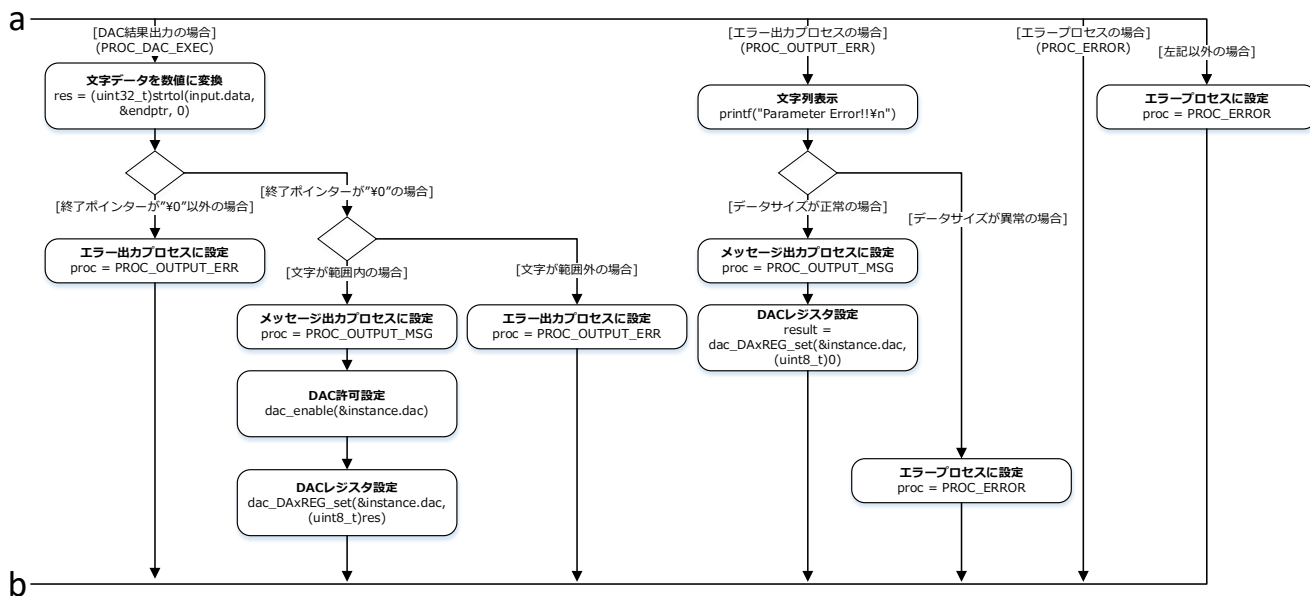 a
[DAC結果出力の場合]
(PROC_DAC_EXEC)
文字データを数値に変換
res = (uint32_t)strtol(input.data,
&endptr, 0)
[終了ポインターが”¥0”以外の場合]
エラー出力プロセスに設定
proc = PROC_OUTPUT_ERR
[終了ポインターが”¥0”の場合]
[文字が範囲内の場合]
メッセージ出力プロセスに設定
proc = PROC_OUTPUT_MSG
DAC許可設定
dac_enable(&instance.dac)
DACレジスタ設定
dac_DAxREG_set(&instance.dac,
(uint8_t)res)
[文字が範囲外の場合]
エラー出力プロセスに設定
proc = PROC_OUTPUT_ERR
[エラー出力プロセスの場合]
(PROC_OUTPUT_ERR)
文字列表示
printf("Parameter Error!!¥n")
[データサイズが正常の場合]
メッセージ出力プロセスに設定
proc = PROC_OUTPUT_MSG
DACレジスタ設定
result =
dac_DAxREG_set(&instance.dac,
(uint8_t)0)
[データサイズが異常の場合]
エラープロセスに設定
proc = PROC_ERROR
[エラープロセスの場合]
(PROC_ERROR)
[左記以外の場合]
エラープロセスに設定
proc = PROC_ERROR
b